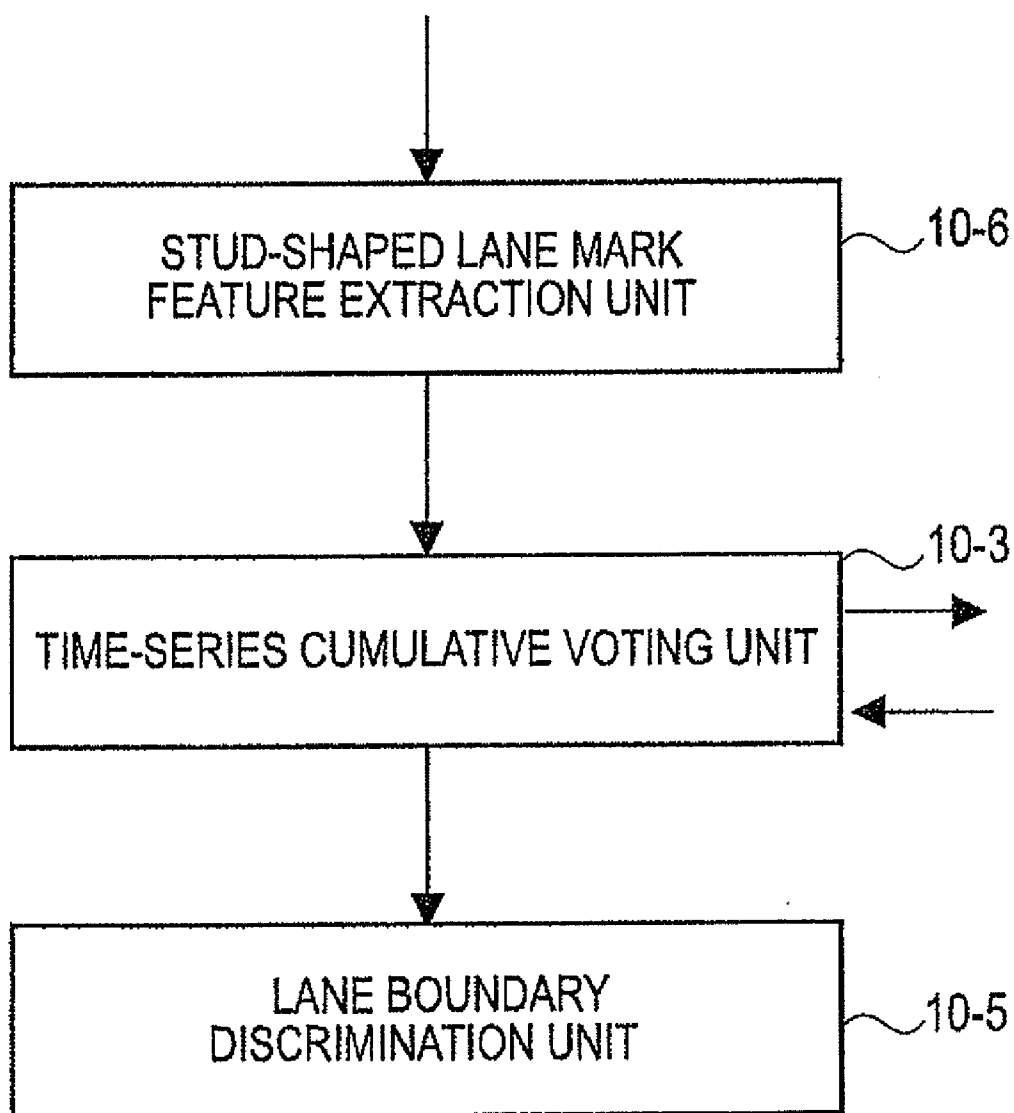 STUD-SHAPED LANE MARK
FEATURE EXTRACTION UNIT
10-6
TIME-SERIES CUMULATIVE VOTING UNIT
10-3
LANE BOUNDARY
DISCRIMINATION UNIT
10-5